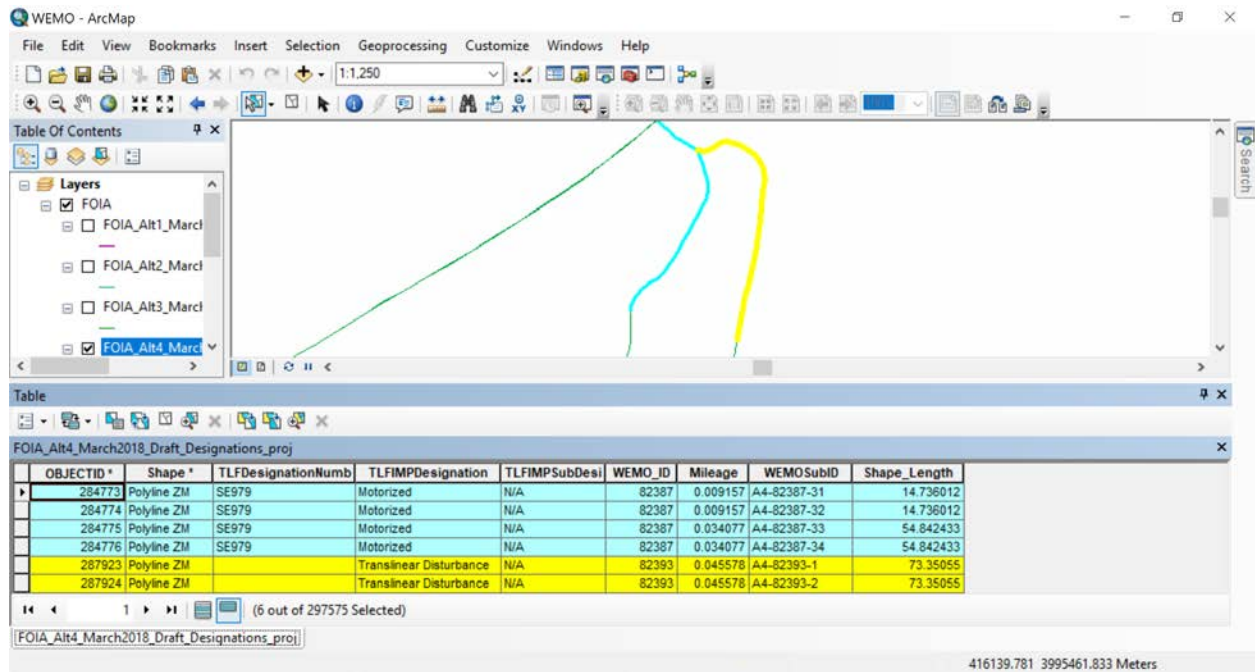 WEMO - ArcMap
File Edit View Bookmarks Insert Selection Geoprocessing Customize Windows Help
1:1,250
Table Of Contents
Layers
FOIA
FOIA_Alt1_March
FOIA_Alt2_March
FOIA_Alt3_March
FOIA_Alt4_March
Search
Table
FOIA_Alt4_March2018_Draft_Designations_proj
OBJECTID * Shape * TLFDesignationNumb TLFIMPDesignation TLFIMPSubDesi WEMO_ID Mileage WEMOSubID Shape_Length
284773 Polyline ZM SE979 Motorized N/A 82387 0.009157 A4-82387-31 14.736012
284774 Polyline ZM SE979 Motorized N/A 82387 0.009157 A4-82387-32 14.736012
284775 Polyline ZM SE979 Motorized N/A 82387 0.034077 A4-82387-33 54.842433
284776 Polyline ZM SE979 Motorized N/A 82387 0.034077 A4-82387-34 54.842433
287923 Polyline ZM Translinear Disturbance N/A 82393 0.045578 A4-82393-1 73.35055
287924 Polyline ZM Translinear Disturbance N/A 82393 0.045578 A4-82393-2 73.35055
1 (6 out of 297575 Selected)
FOIA_Alt4_March2018_Draft_Designations_proj
416139.781 3995461.833 Meters